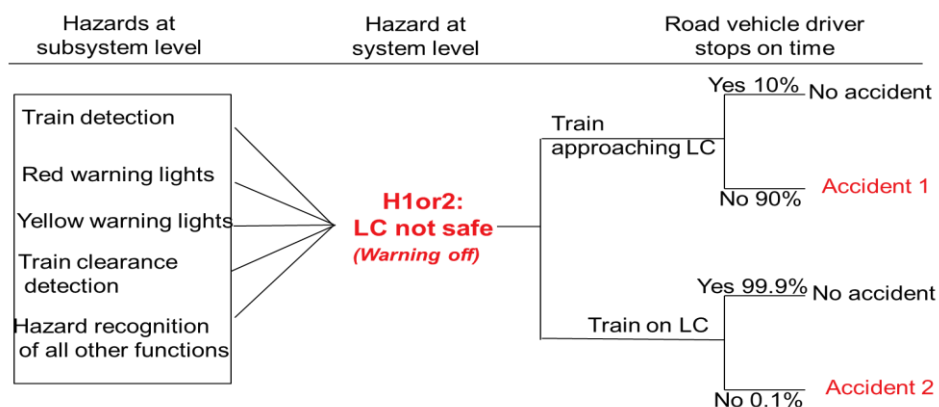 Hazards at
subsystem level
Hazard at
system level
Road vehicle driver
stops on time
Train detection
Red warning lights
Yellow warning lights
Train clearance
detection
Hazard recognition
of all other functions
H1or2:
LC not safe
(Warning off)
Train
approaching LC
Yes 10%
No accident
No 90%
Accident 1
Train on LC
Yes 99.9%
No accident
No 0.1%
Accident 2